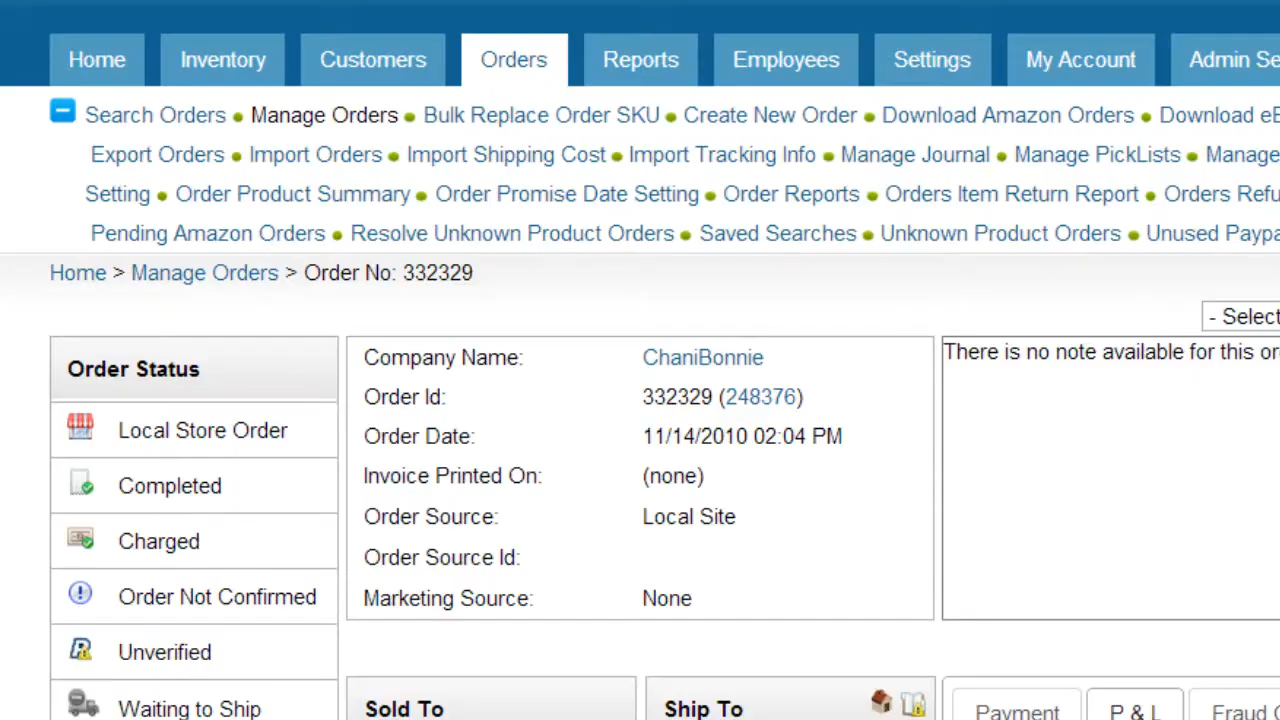 Home Inventory Customers Orders Reports Employees Settings My Account Admin Se
Search Orders Manage Orders Bulk Replace Order SKU Create New Order Download Amazon Orders Download eB
Export Orders Import Orders Import Shipping Cost Import Tracking Info Manage Journal Manage PickLists Manage
Setting Order Product Summary Order Promise Date Setting Order Reports Orders Item Return Report Orders Refu
Pending Amazon Orders Resolve Unknown Product Orders Saved Searches Unknown Product Orders Unused Paypa
Home > Manage Orders > Order No: 332329
- Select
Order Status
Local Store Order
Completed
Charged
Order Not Confirmed
Unverified
Waiting to Ship
Company Name: ChaniBonnie
Order Id: 332329 (248376)
Order Date: 11/14/2010 02:04 PM
Invoice Printed On: (none)
Order Source: Local Site
Order Source Id:
Marketing Source: None
There is no note available for this or
Sold To
Ship To
Payment P & L Fraud